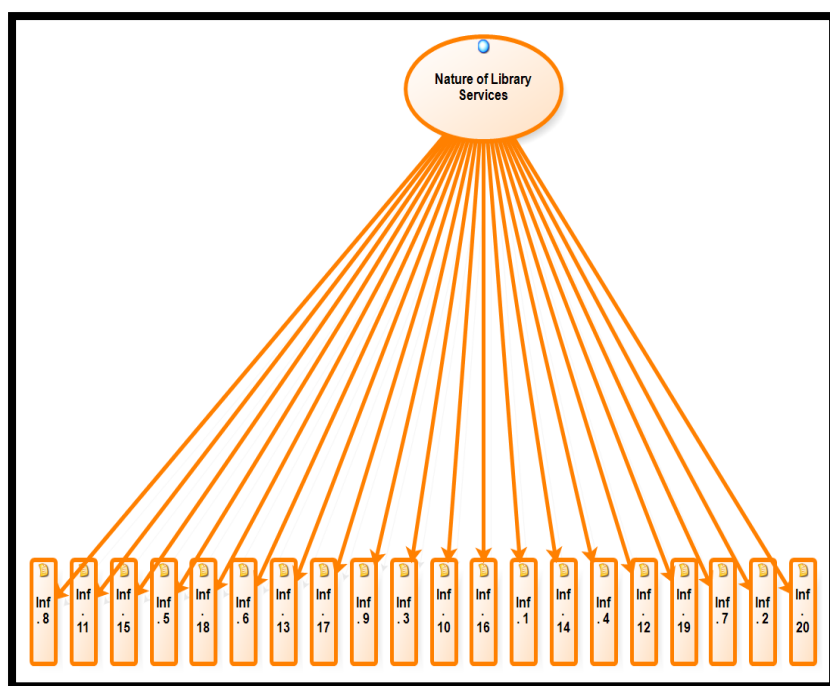 Nature of Library
Services
Inf
. 8
Inf
.
11
Inf
.
15
Inf
. 5
Inf
.
18
Inf
. 6
Inf
.
13
Inf
.
17
Inf
. 9
Inf
. 3
Inf
.
10
Inf
.
16
Inf
. 1
Inf
.
14
Inf
. 4
Inf
.
12
Inf
.
19
Inf
. 7
Inf
. 2
Inf
.
20